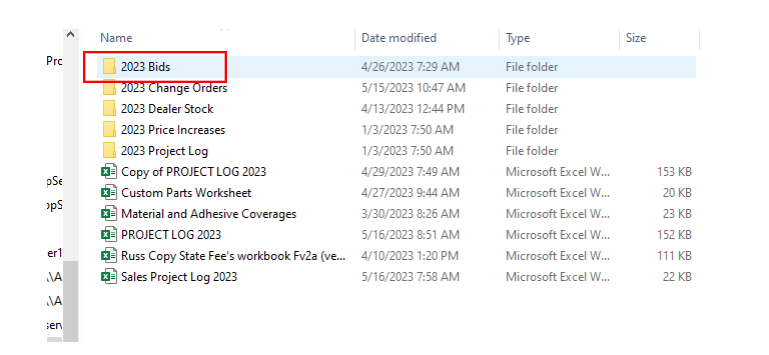 Name Date modified Type Size
2023 Bids 4/26/2023 7:29 AM File folder
2023 Change Orders 5/15/2023 10:47 AM File folder
2023 Dealer Stock 4/13/2023 12:44 PM File folder
2023 Price Increases 1/3/2023 7:50 AM File folder
2023 Project Log 1/3/2023 7:50 AM File folder
Copy of PROJECT LOG 2023 4/29/2023 7:49 AM Microsoft Excel W... 153 KB
Custom Parts Worksheet 4/27/2023 9:44 AM Microsoft Excel W... 20 KB
Material and Adhesive Coverages 3/30/2023 8:26 AM Microsoft Excel W... 23 KB
PROJECT LOG 2023 5/16/2023 8:51 AM Microsoft Excel W... 152 KB
Russ Copy State Fee's workbook Fv2a (ve... 4/10/2023 1:20 PM Microsoft Excel W... 111 KB
Sales Project Log 2023 5/16/2023 7:58 AM Microsoft Excel W... 22 KB